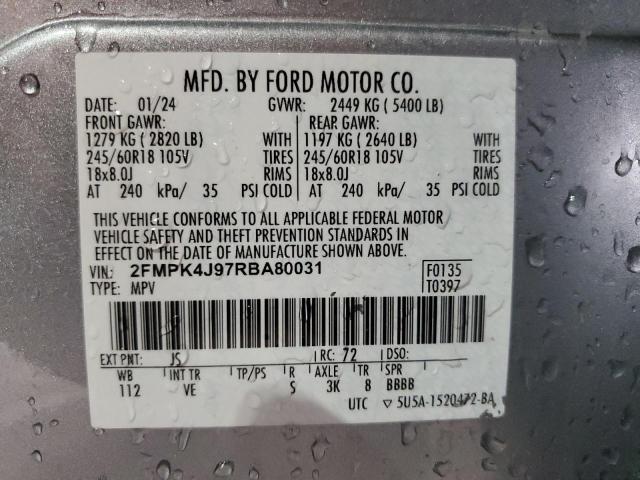 MFD. BY FORD MOTOR CO.
DATE: 01/24 GVWR: 2449 KG ( 5400 LB)
FRONT GAWR: REAR GAWR:
1279 KG ( 2820 LB) WITH 1197 KG ( 2640 LB) WITH
245/60R18 105V TIRES 245/60R18 105V TIRES
18x8.0J RIMS 18x8.0J RIMS
AT 240 kPa/ 35 PSI COLD AT 240 kPa/ 35 PSI COLD
THIS VEHICLE CONFORMS TO ALL APPLICABLE FEDERAL MOTOR
VEHICLE SAFETY AND THEFT PREVENTION STANDARDS IN
EFFECT ON THE DATE OF MANUFACTURE SHOWN ABOVE.
VIN: 2FMPK4J97RBA80031 F0135
TYPE: MPV T0397
EXT PNT: JS RC: 72 DSO:
WB INT TR TP/PS R AXLE TR SPR
112 VE S 3K 8 BBBB
UTC ▽ 5U5A-1520472-BA